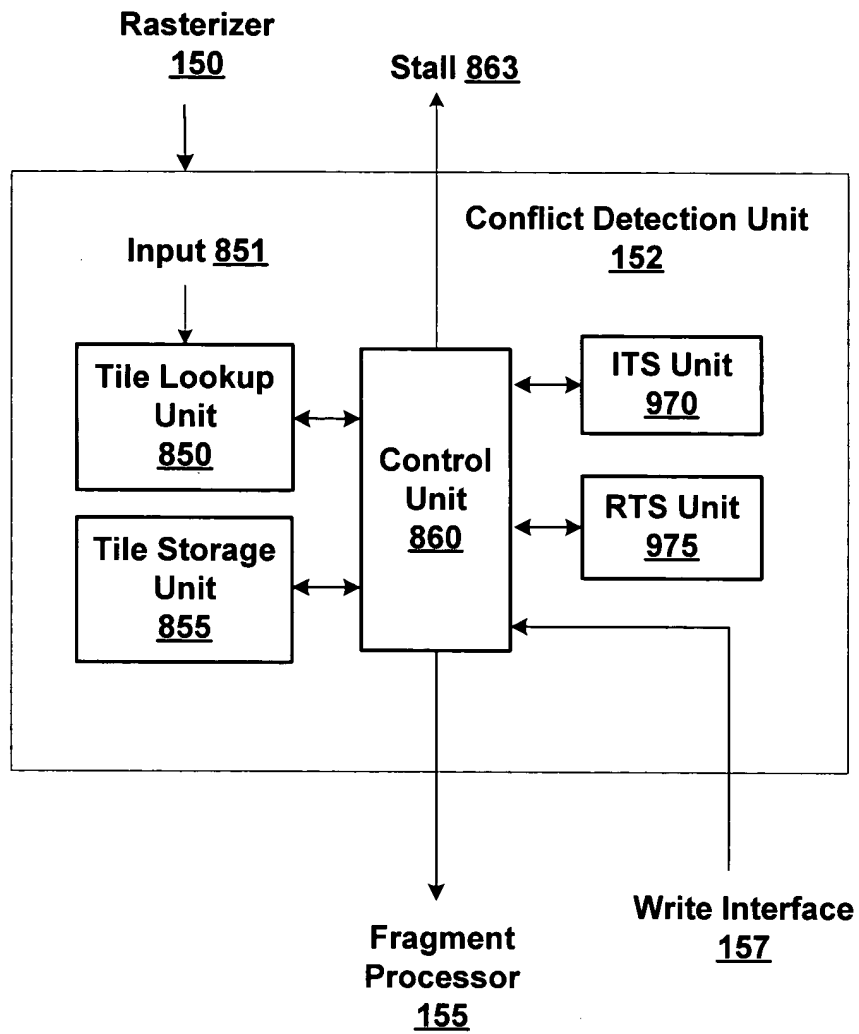 Rasterizer
150
Stall 863
Conflict Detection Unit
152
Input 851
Tile Lookup
Unit
850
ITS Unit
970
Control
Unit
860
RTS Unit
975
Tile Storage
Unit
855
Write Interface
157
Fragment
Processor
155